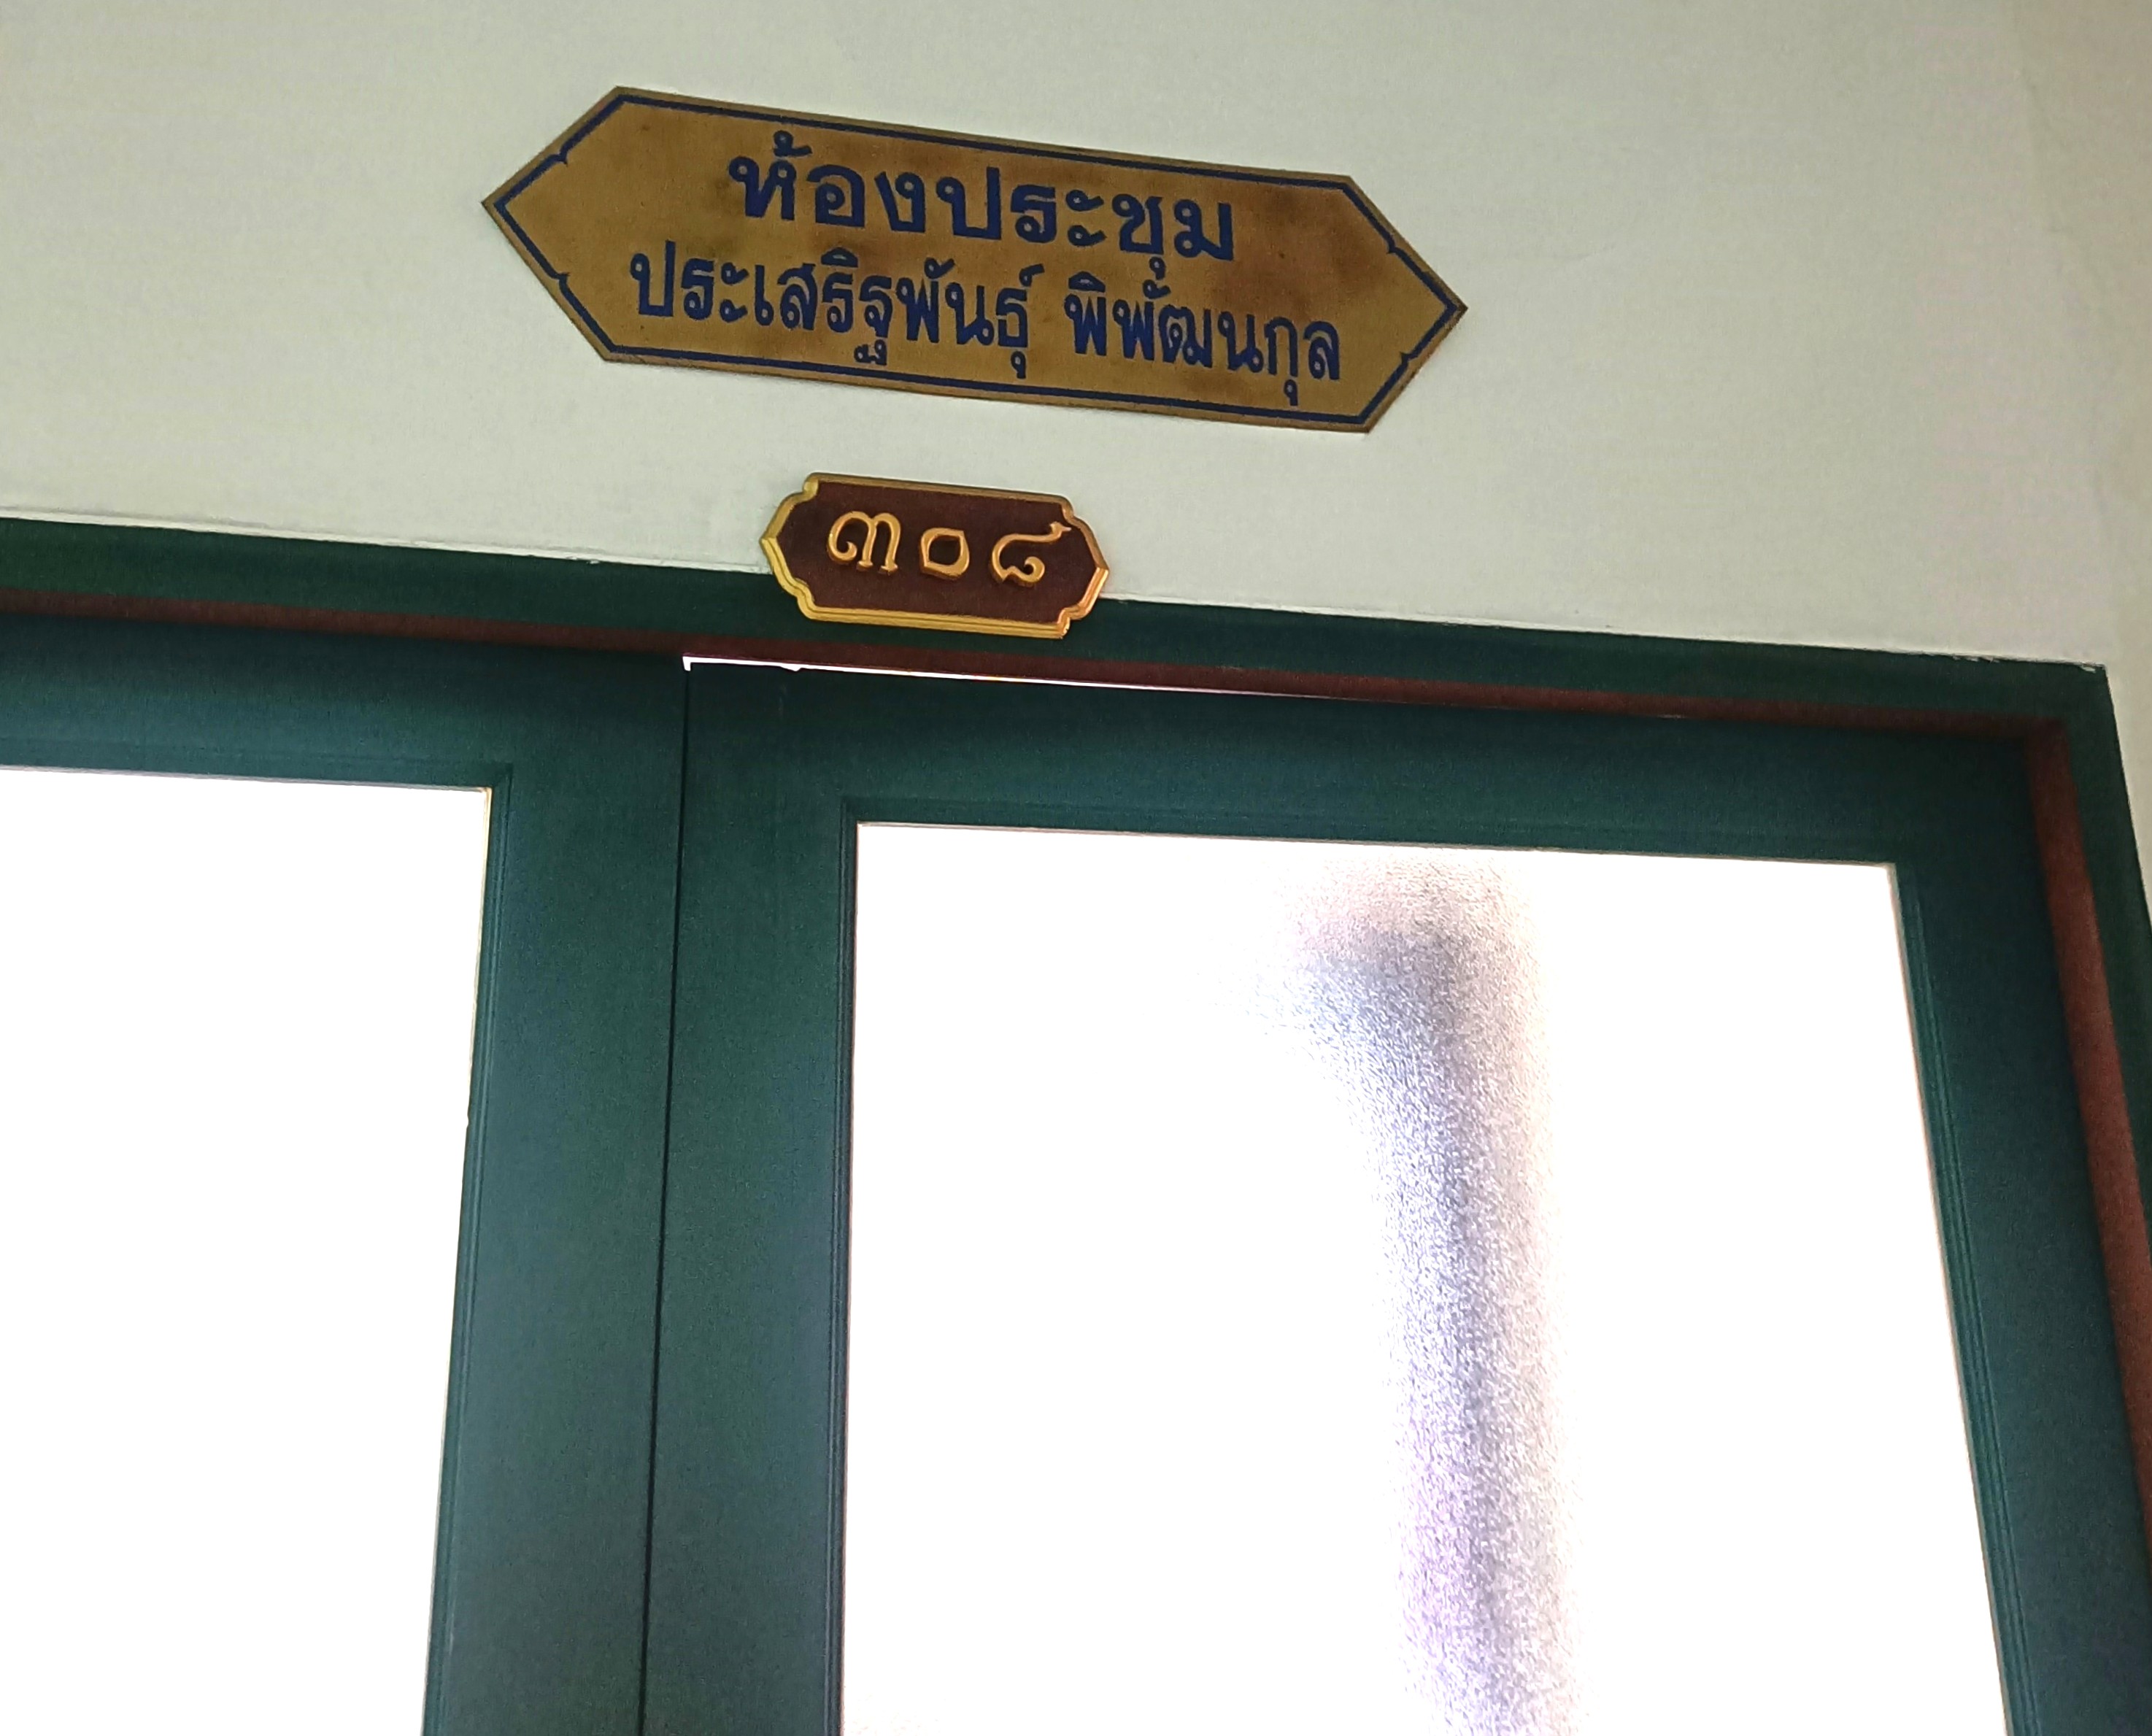 ห้องประชุม
ประเสริฐพันธุ์ พิพัฒนกุล
๓๐๘